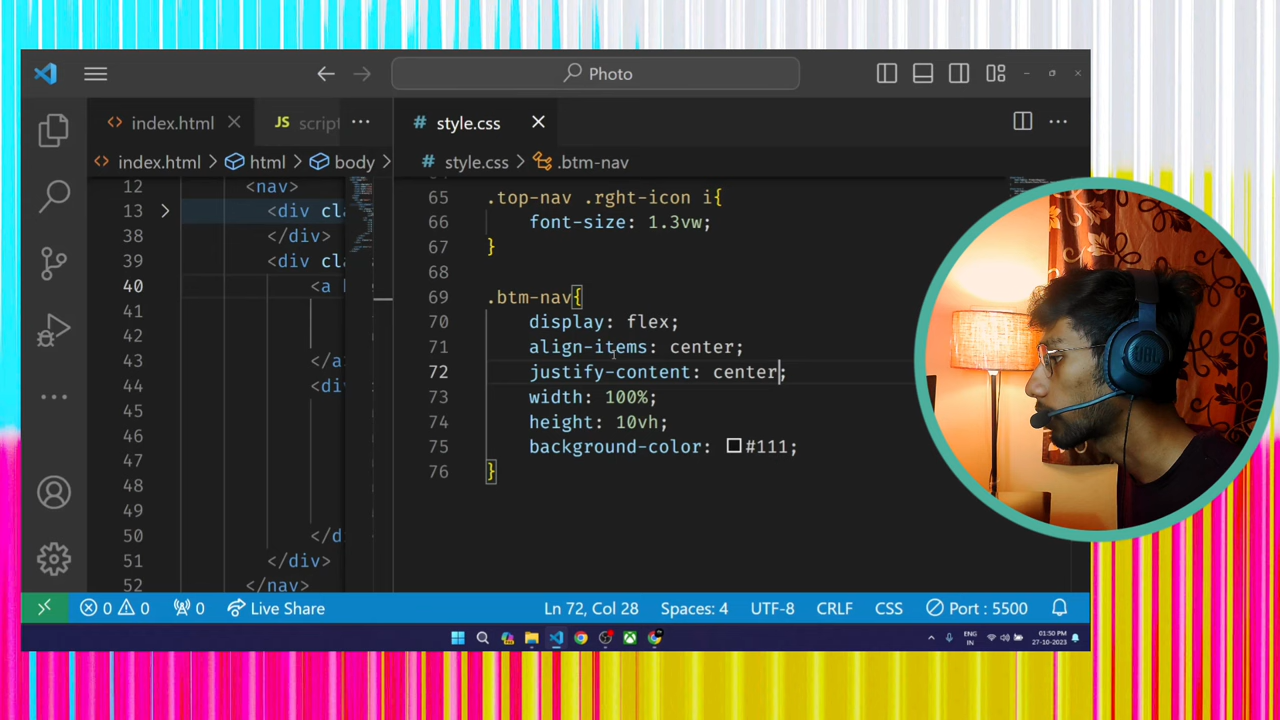 Photo
index.html
JS script
# style.css
index.html > html > body >
# style.css > .btm-nav
12 <nav>
13 <div cla
38 </div>
39 <div cla
40 <a
41
42
43 </a
44 <div
45
46
47
48
49
50 </di
51 </div>
52 </nav>
65 .top-nav .rght-icon i{
66 font-size: 1.3vw;
67 }
68
69 .btm-nav{
70 display: flex;
71 align-items: center;
72 justify-content: center;
73 width: 100%;
74 height: 10vh;
75 background-color: #111;
76 }
JBL
0 0 0 Live Share Ln 72, Col 28 Spaces: 4 UTF-8 CRLF CSS Port : 5500
ENG
IN
01:50 PM
27-10-2023